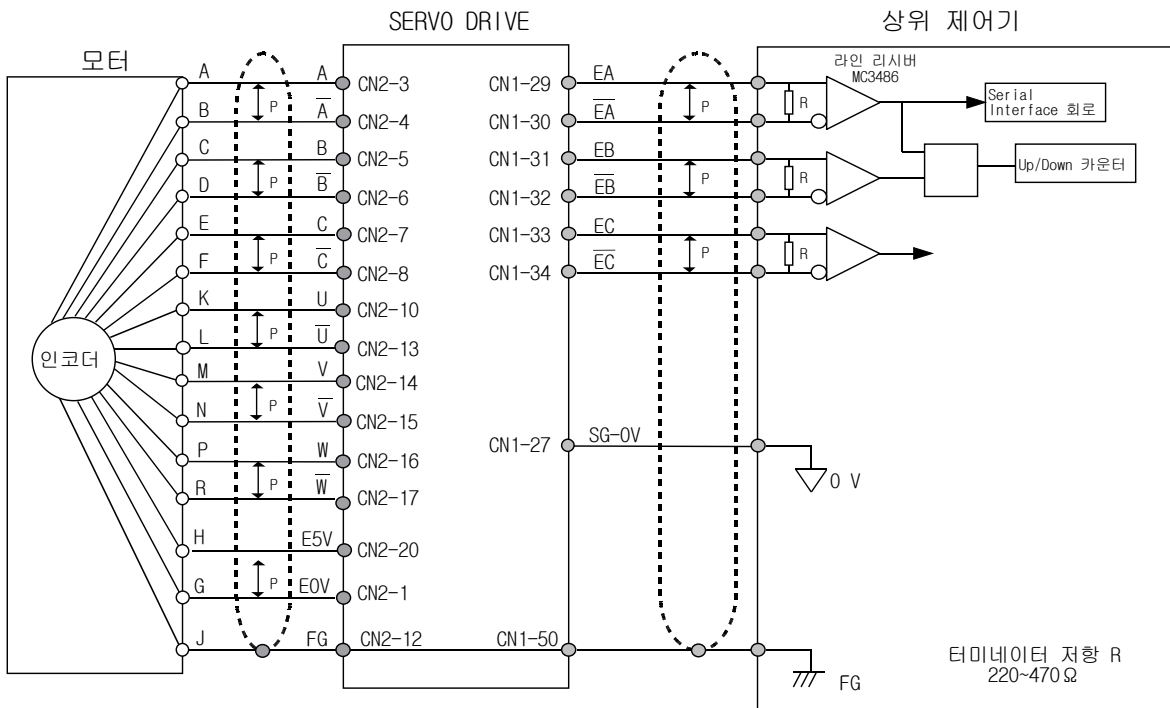 SERVO DRIVE
상위 제어기
모터
라인 리시버
MC3486
A A CN2-3 CN1-29 EA
P P R
Serial
Interface 회로
B A̅ CN2-4 CN1-30 E̅A̅
C B CN2-5 CN1-31 EB
P P R
Up/Down 카운터
D B̅ CN2-6 CN1-32 E̅B̅
E C CN2-7 CN1-33 EC
P P R
F C̅ CN2-8 CN1-34 E̅C̅
K U CN2-10
P
L U̅ CN2-13
인코더
M V CN2-14
P
N V̅ CN2-15
P W CN2-16 CN1-27 SG-0V
P
0 V
R W̅ CN2-17
H E5V CN2-20
P
G E0V CN2-1
J FG CN2-12 CN1-50
FG
터미네이터 저항 R
220~470Ω